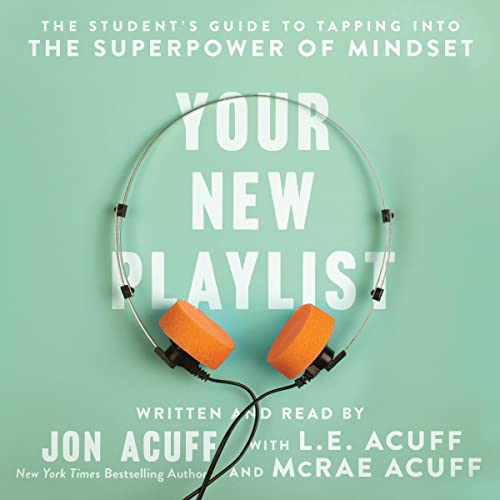 THE STUDENT'S GUIDE TO TAPPING INTO
THE SUPERPOWER OF MINDSET
YOUR
NEW
PLAYLIST
WRITTEN AND READ BY
JON ACUFF WITH L.E. ACUFF
New York Times Bestselling Author AND MCRAE ACUFF